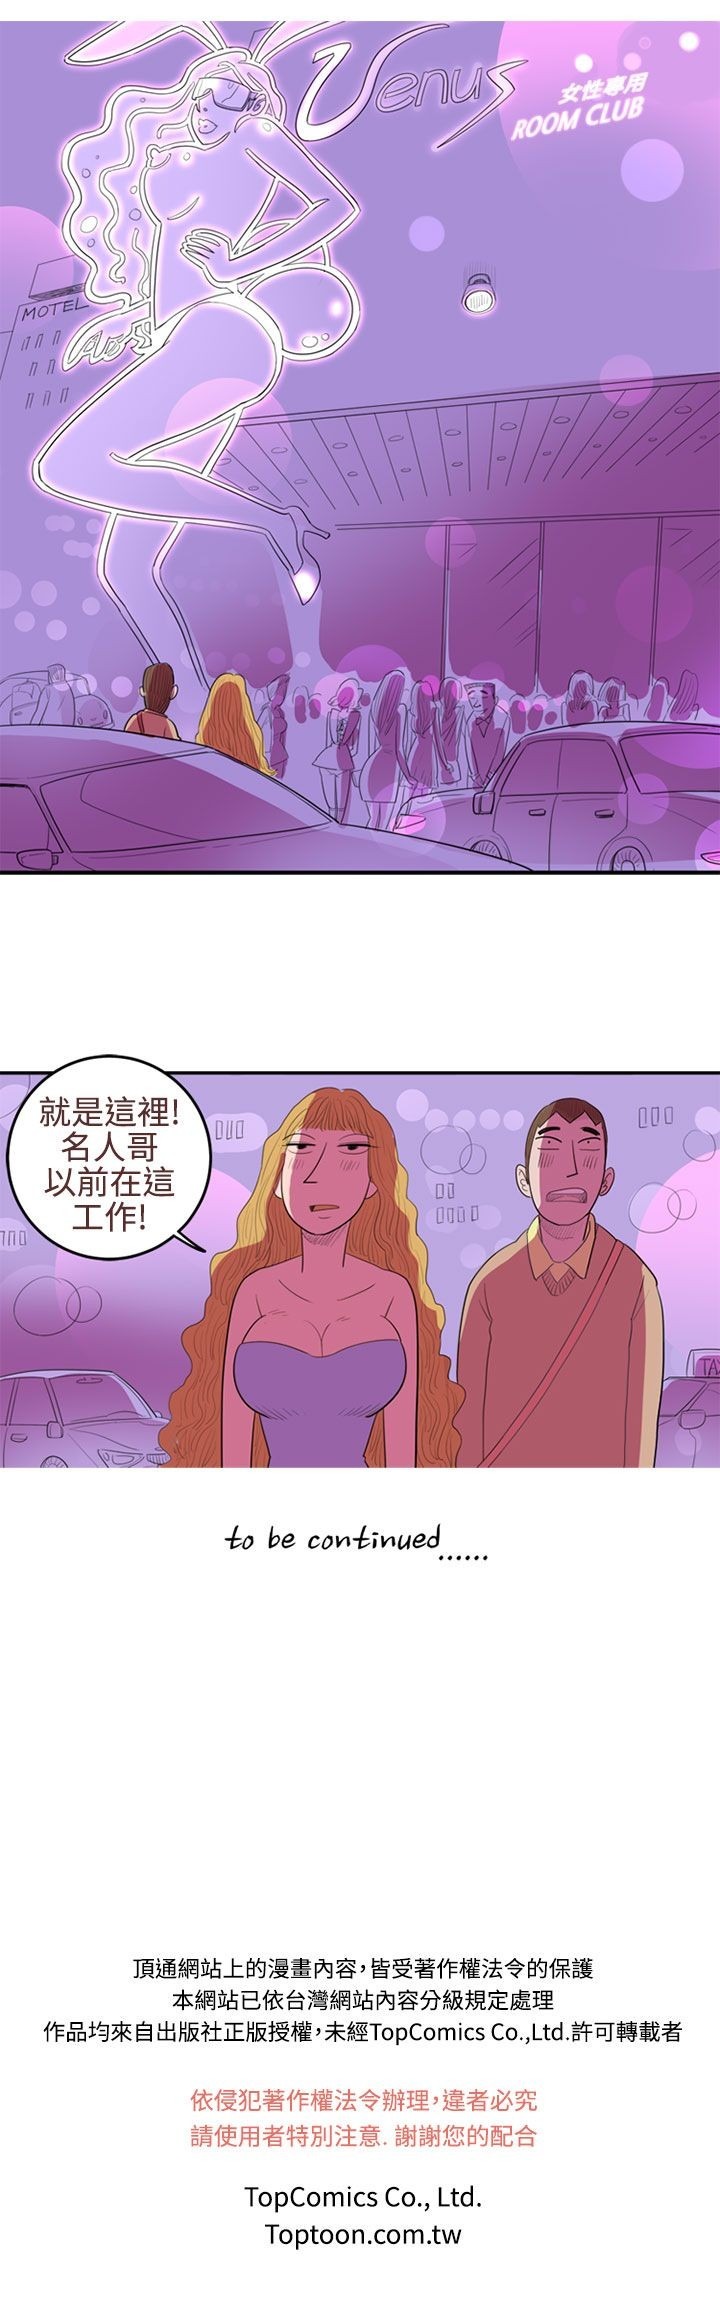 Venus
女性專用
ROOM CLUB
MOTEL
就是這裡!
名人哥
以前在這
工作!
TAX
to be continued......
頂通網站上的漫畫內容，皆受著作權法令的保護
本網站已依台灣網站內容分級規定處理
作品均來自出版社正版授權，未經TopComics Co.,Ltd.許可轉載者
依侵犯著作權法令辦理，違者必究
請使用者特別注意. 謝謝您的配合
TopComics Co., Ltd.
Toptoon.com.tw